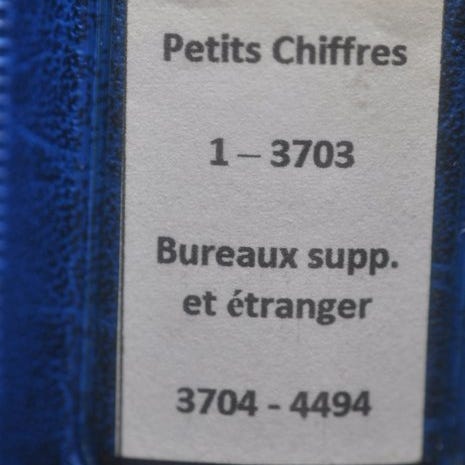 Petits Chiffres
1 – 3703
Bureaux supp.
et étranger
3704 - 4494